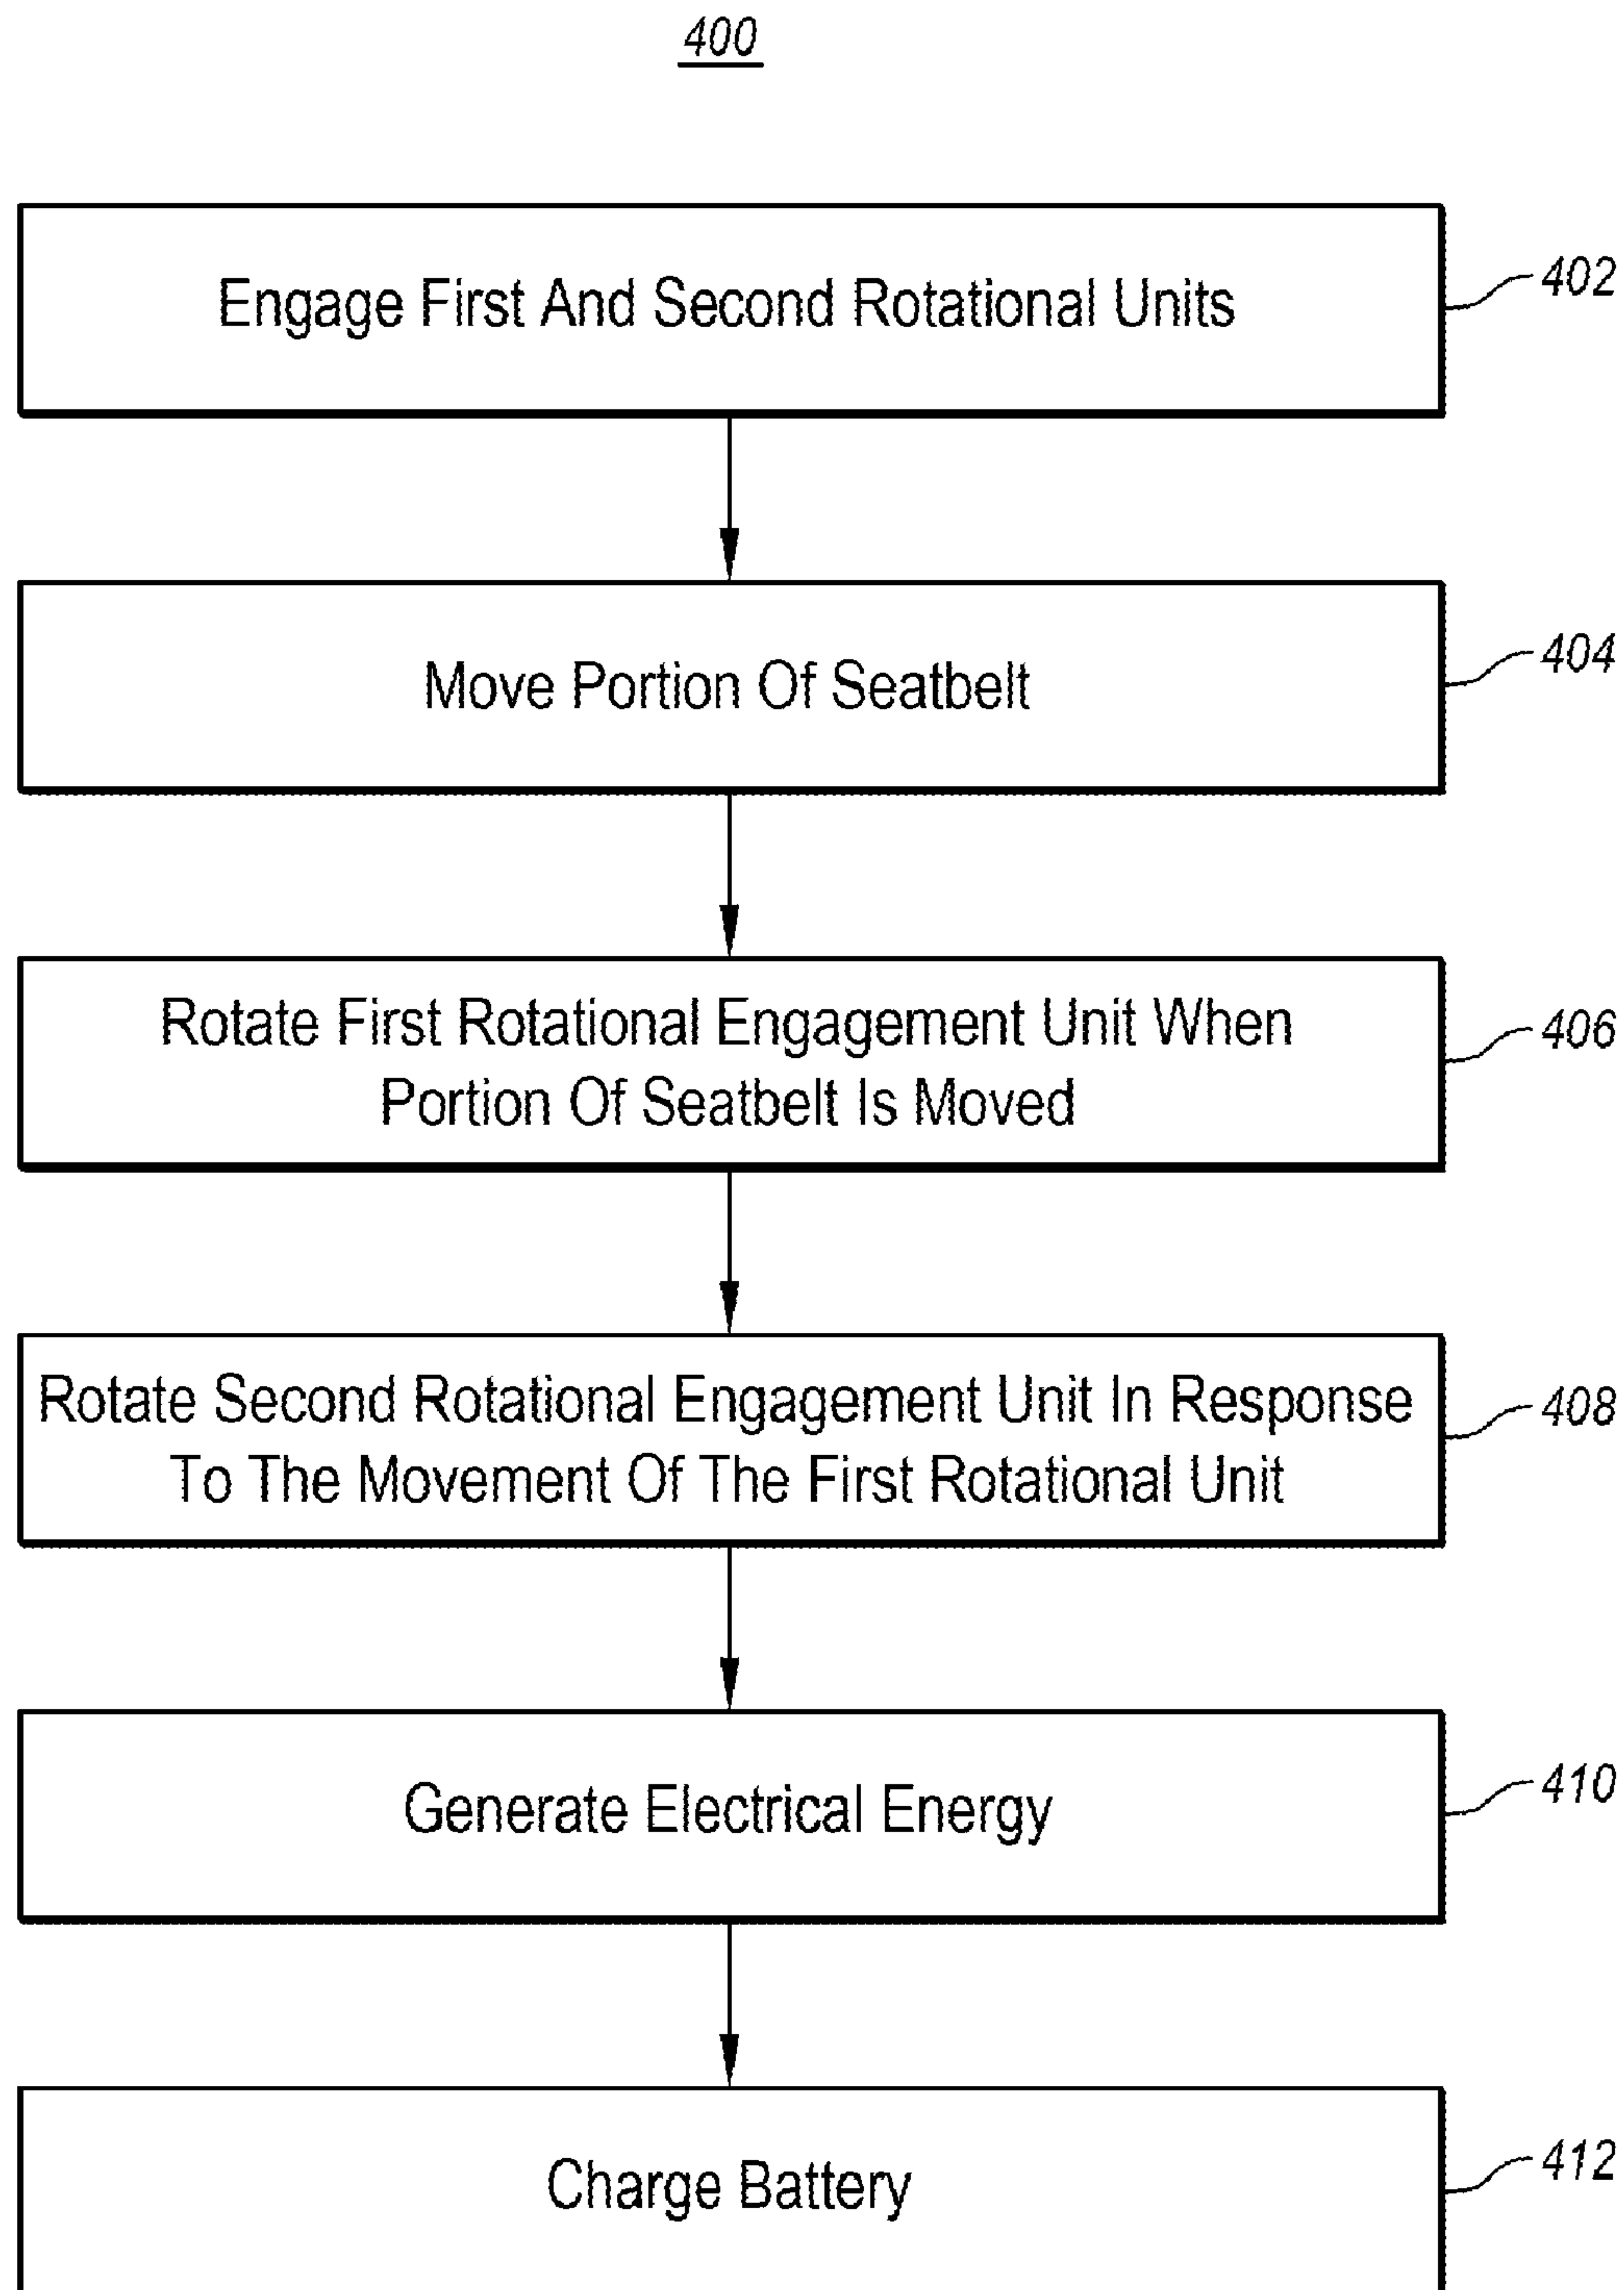 400
Engage First And Second Rotational Units
402
Move Portion Of Seatbelt
404
Rotate First Rotational Engagement Unit When
Portion Of Seatbelt Is Moved
406
Rotate Second Rotational Engagement Unit In Response
To The Movement Of The First Rotational Unit
408
Generate Electrical Energy
410
Charge Battery
412